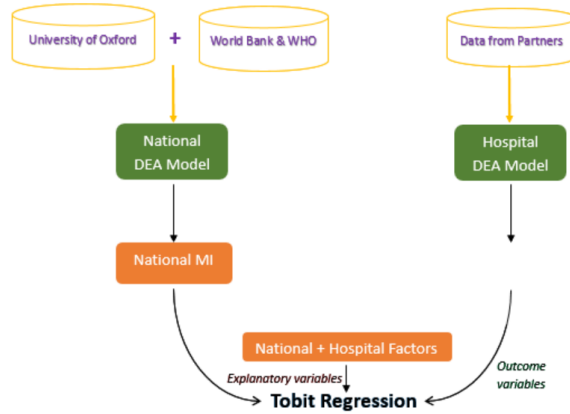 University of Oxford + World Bank & WHO
Data from Partners
National
DEA Model
Hospital
DEA Model
National MI
National + Hospital Factors
Explanatory variables
Outcome
variables
Tobit Regression